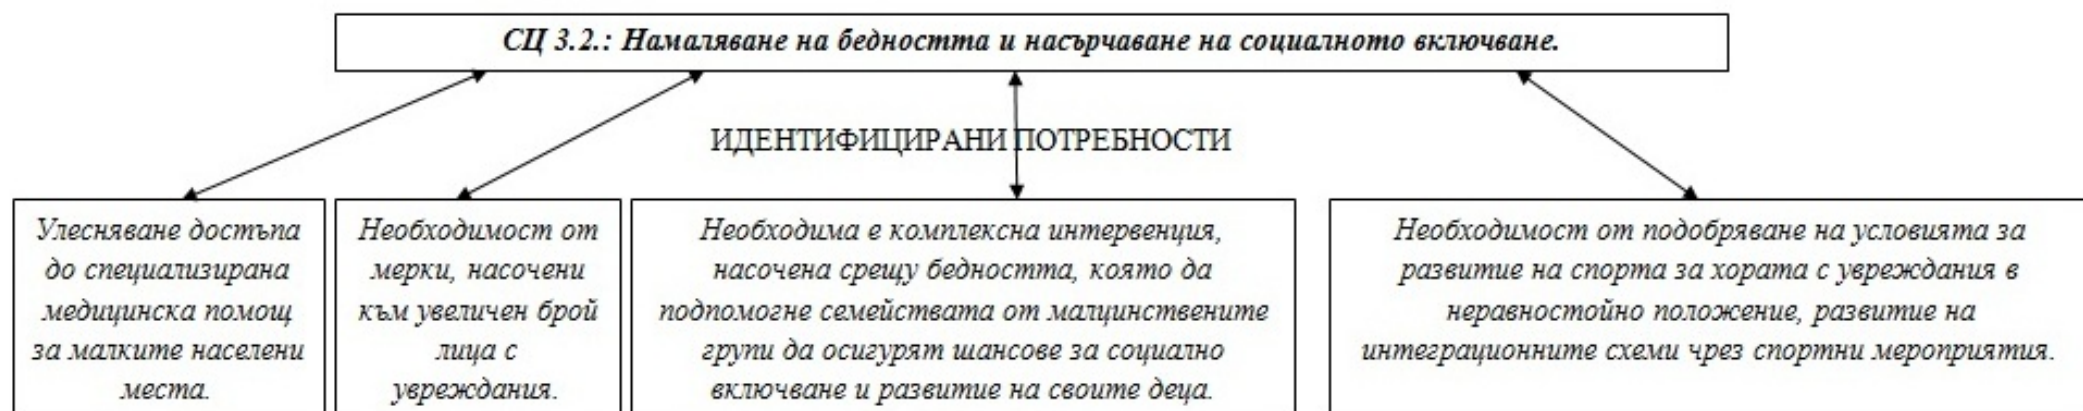 СЦ 3.2.: Намаляване на бедността и насърчаване на социалното включване.
ИДЕНТИФИЦИРАНИ ПОТРЕБНОСТИ
Улесняване достъпа
до специализирана
медицинска помощ
за малките населени
места.
Необходимост от
мерки, насочени
към увеличен брой
лица с
увреждания.
Необходима е комплексна интервенция,
насочена срещу бедността, която да
подпомогне семействата от малцинствените
групи да осигурят шансове за социално
включване и развитие на своите деца.
Необходимост от подобряване на условията за
развитие на спорта за хората с увреждания в
неравностойно положение, развитие на
интеграционните схеми чрез спортни мероприятия.